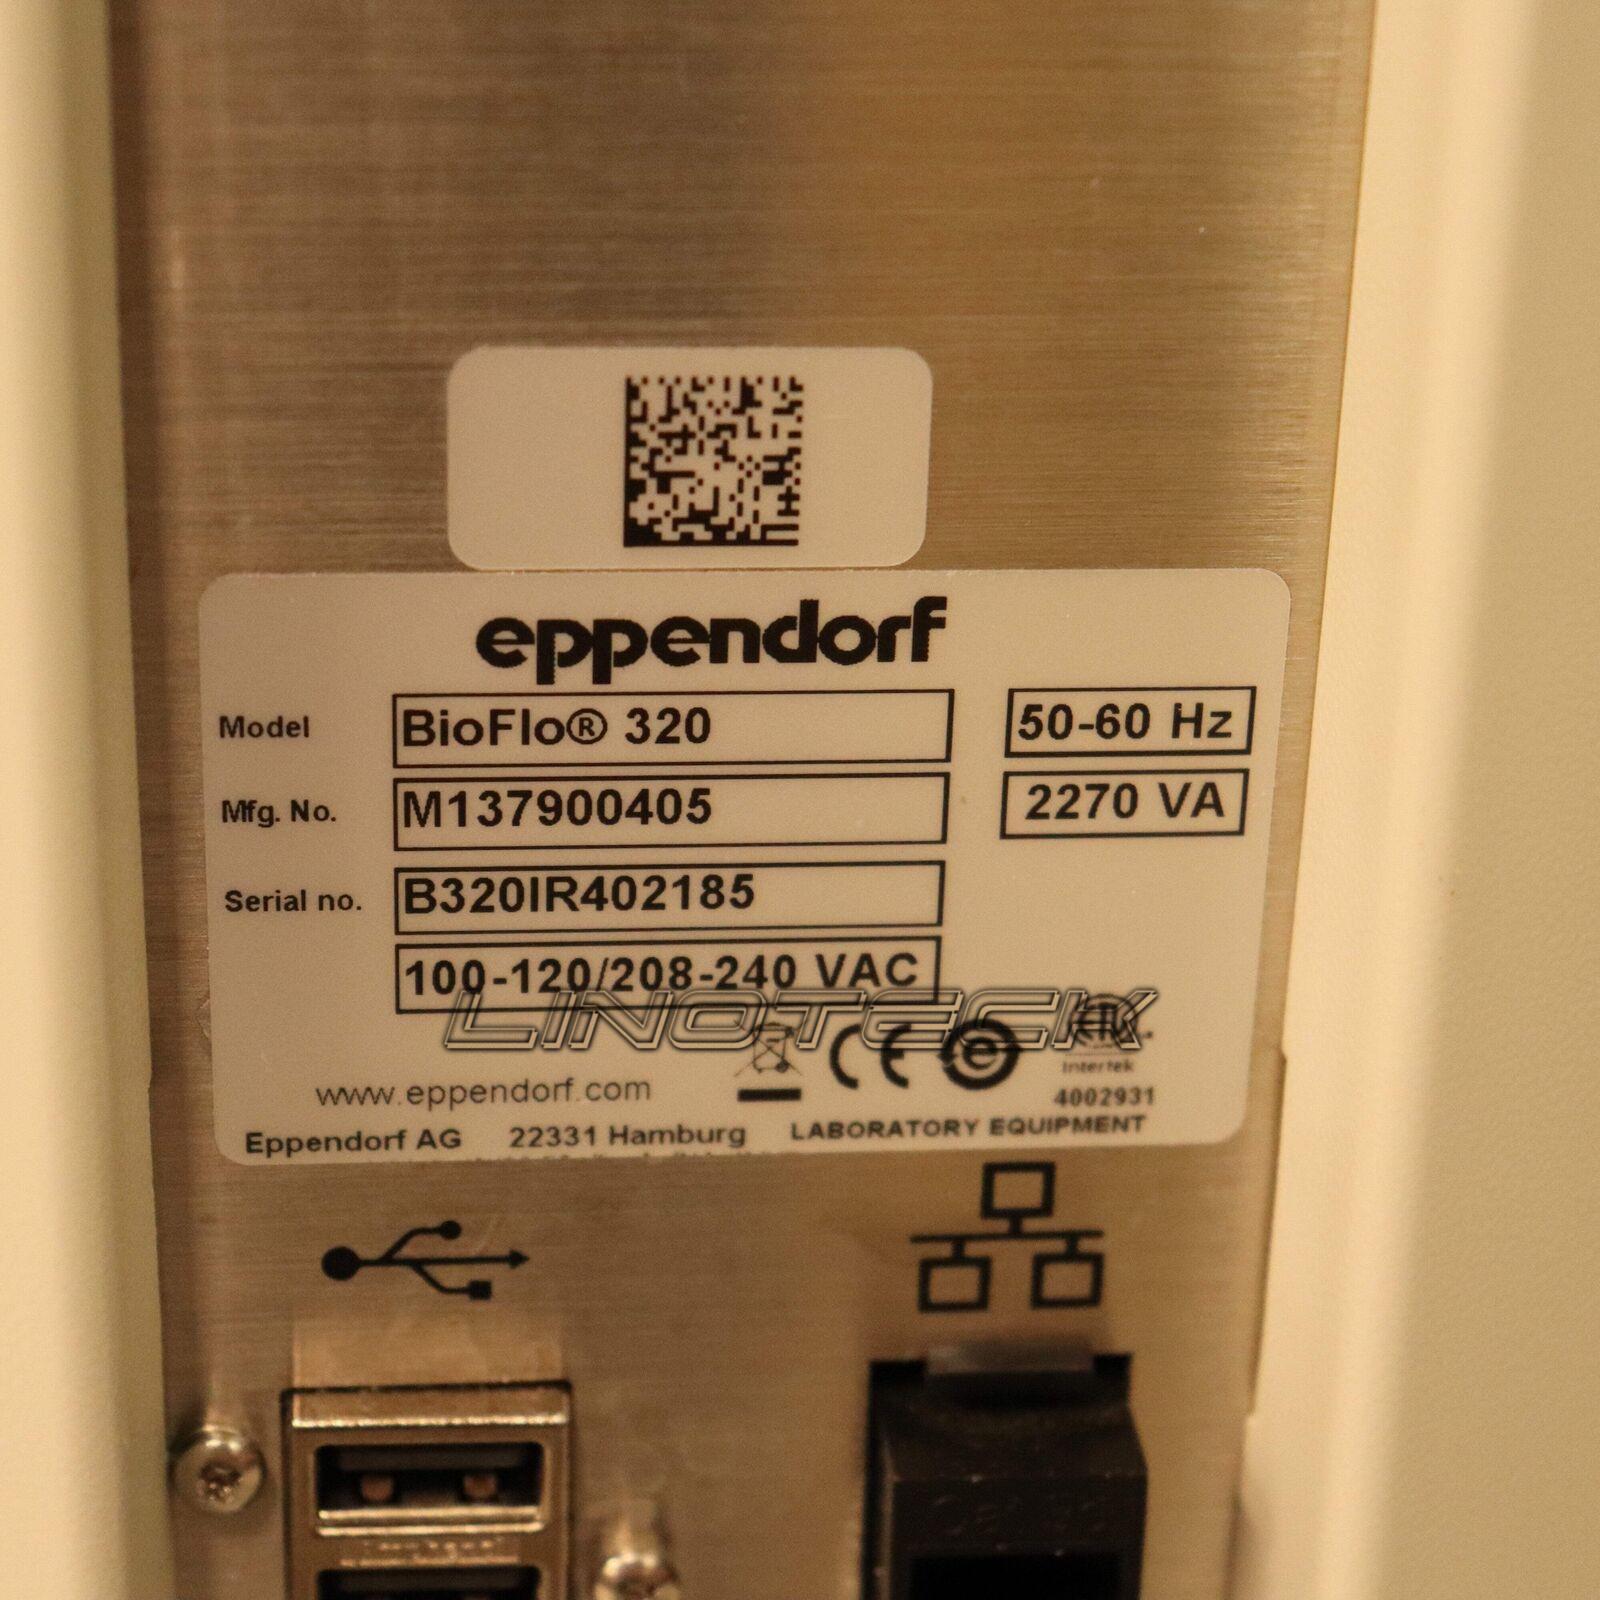 eppendorf
Model BioFlo® 320 50-60 Hz
Mfg. No. M137900405 2270 VA
Serial no. B320IR402185
100-120/208-240 VAC
LINOTECK
CE
Intertek
www.eppendorf.com 4002931
Eppendorf AG 22331 Hamburg LABORATORY EQUIPMENT